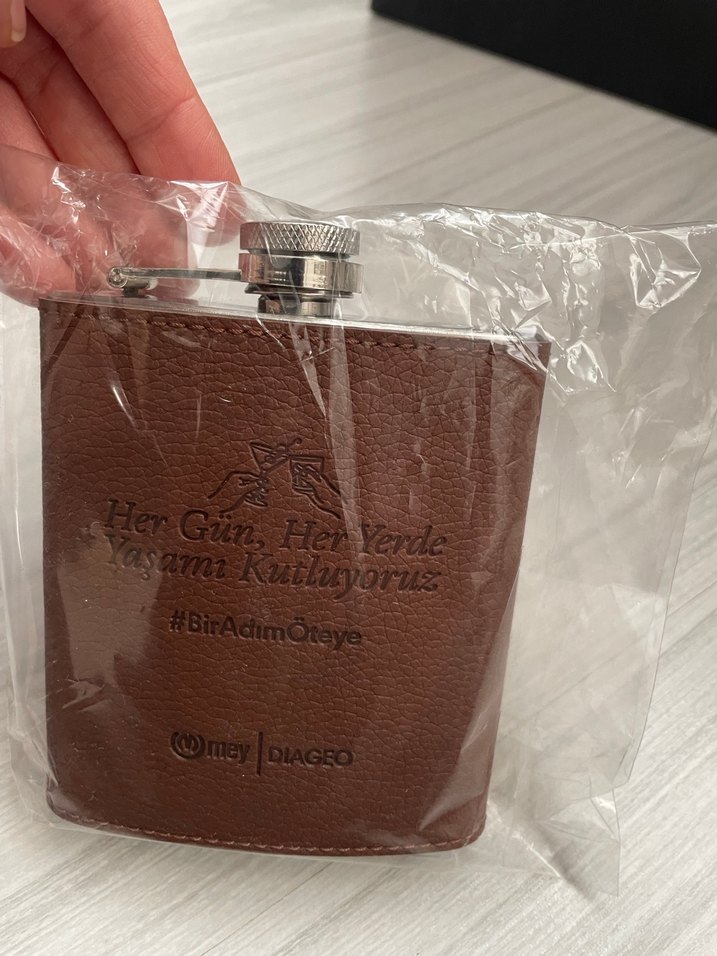 Her Gün, Her Yerde
Yaşamı Kutluyoruz
#BirAdımÖteye
mey | DIAGEO